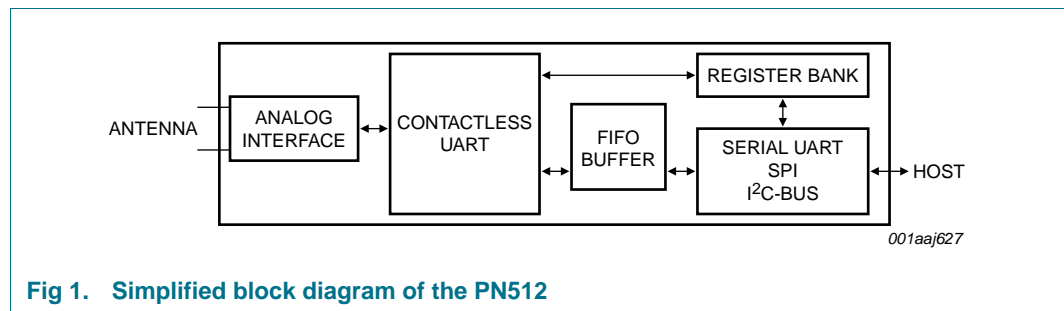 ANTENNA
ANALOG
INTERFACE
CONTACTLESS
UART
FIFO
BUFFER
REGISTER BANK
SERIAL UART
SPI
I²C-BUS
HOST
001aaj627
Fig 1. Simplified block diagram of the PN512